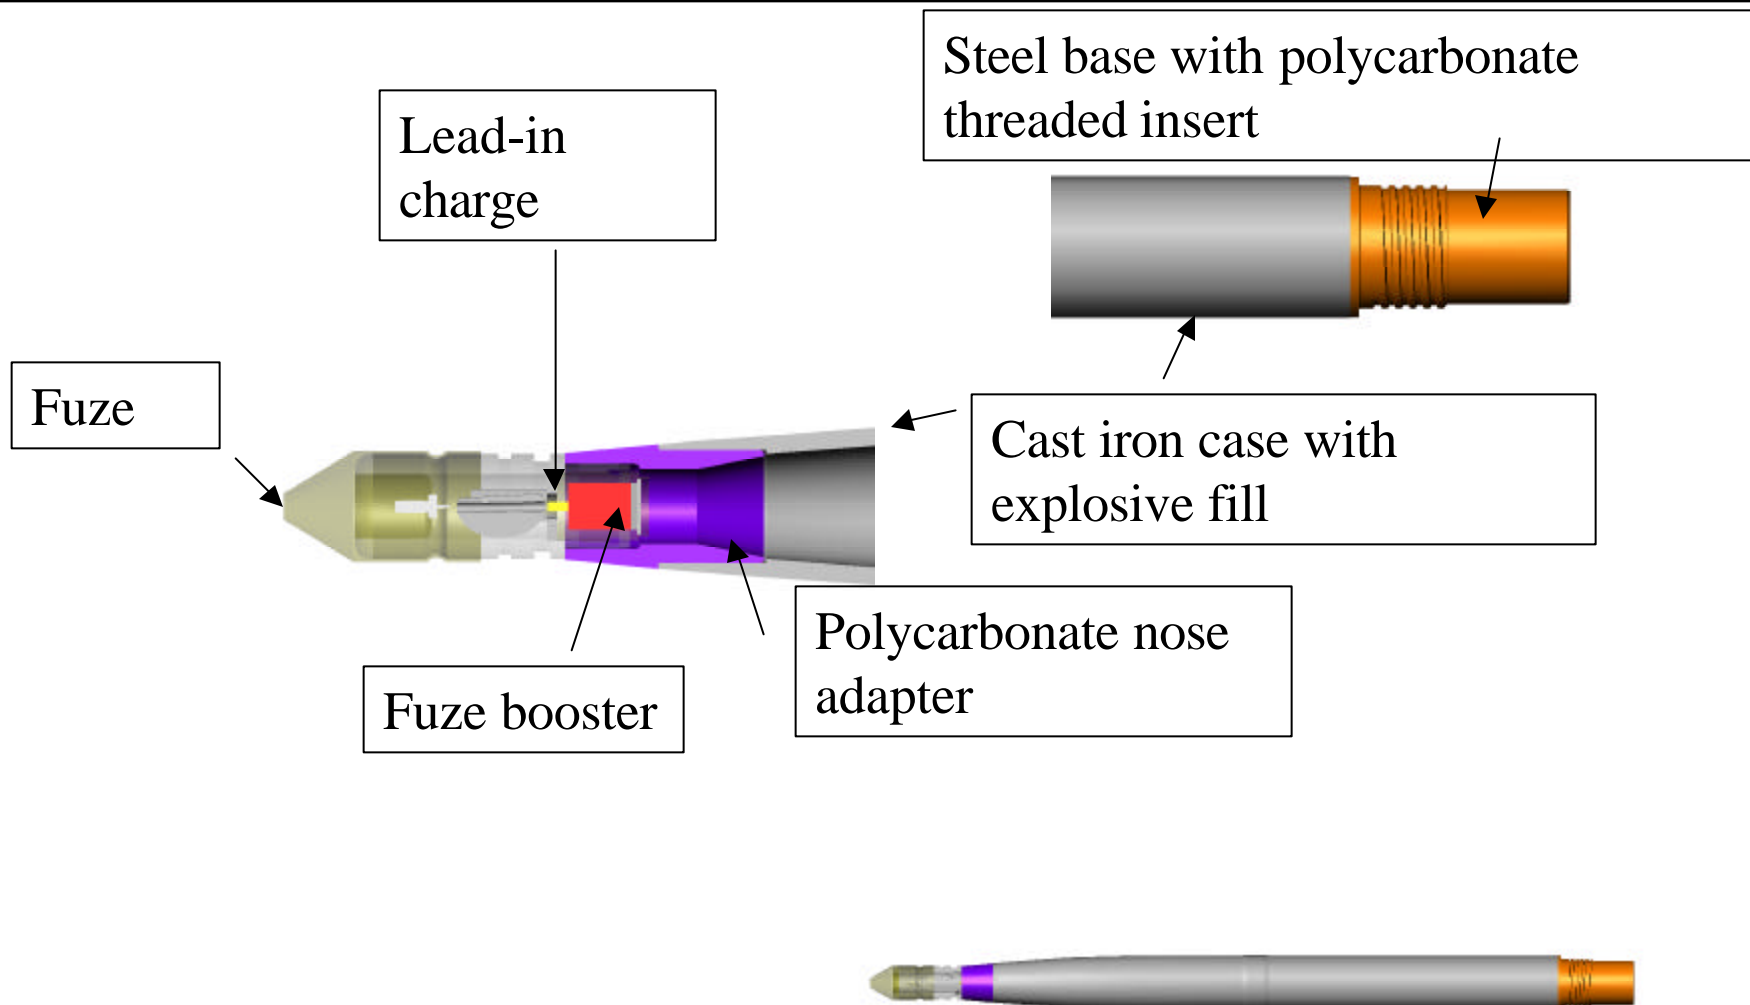 Steel base with polycarbonate
threaded insert
Lead-in
charge
Fuze
Cast iron case with
explosive fill
Polycarbonate nose
adapter
Fuze booster